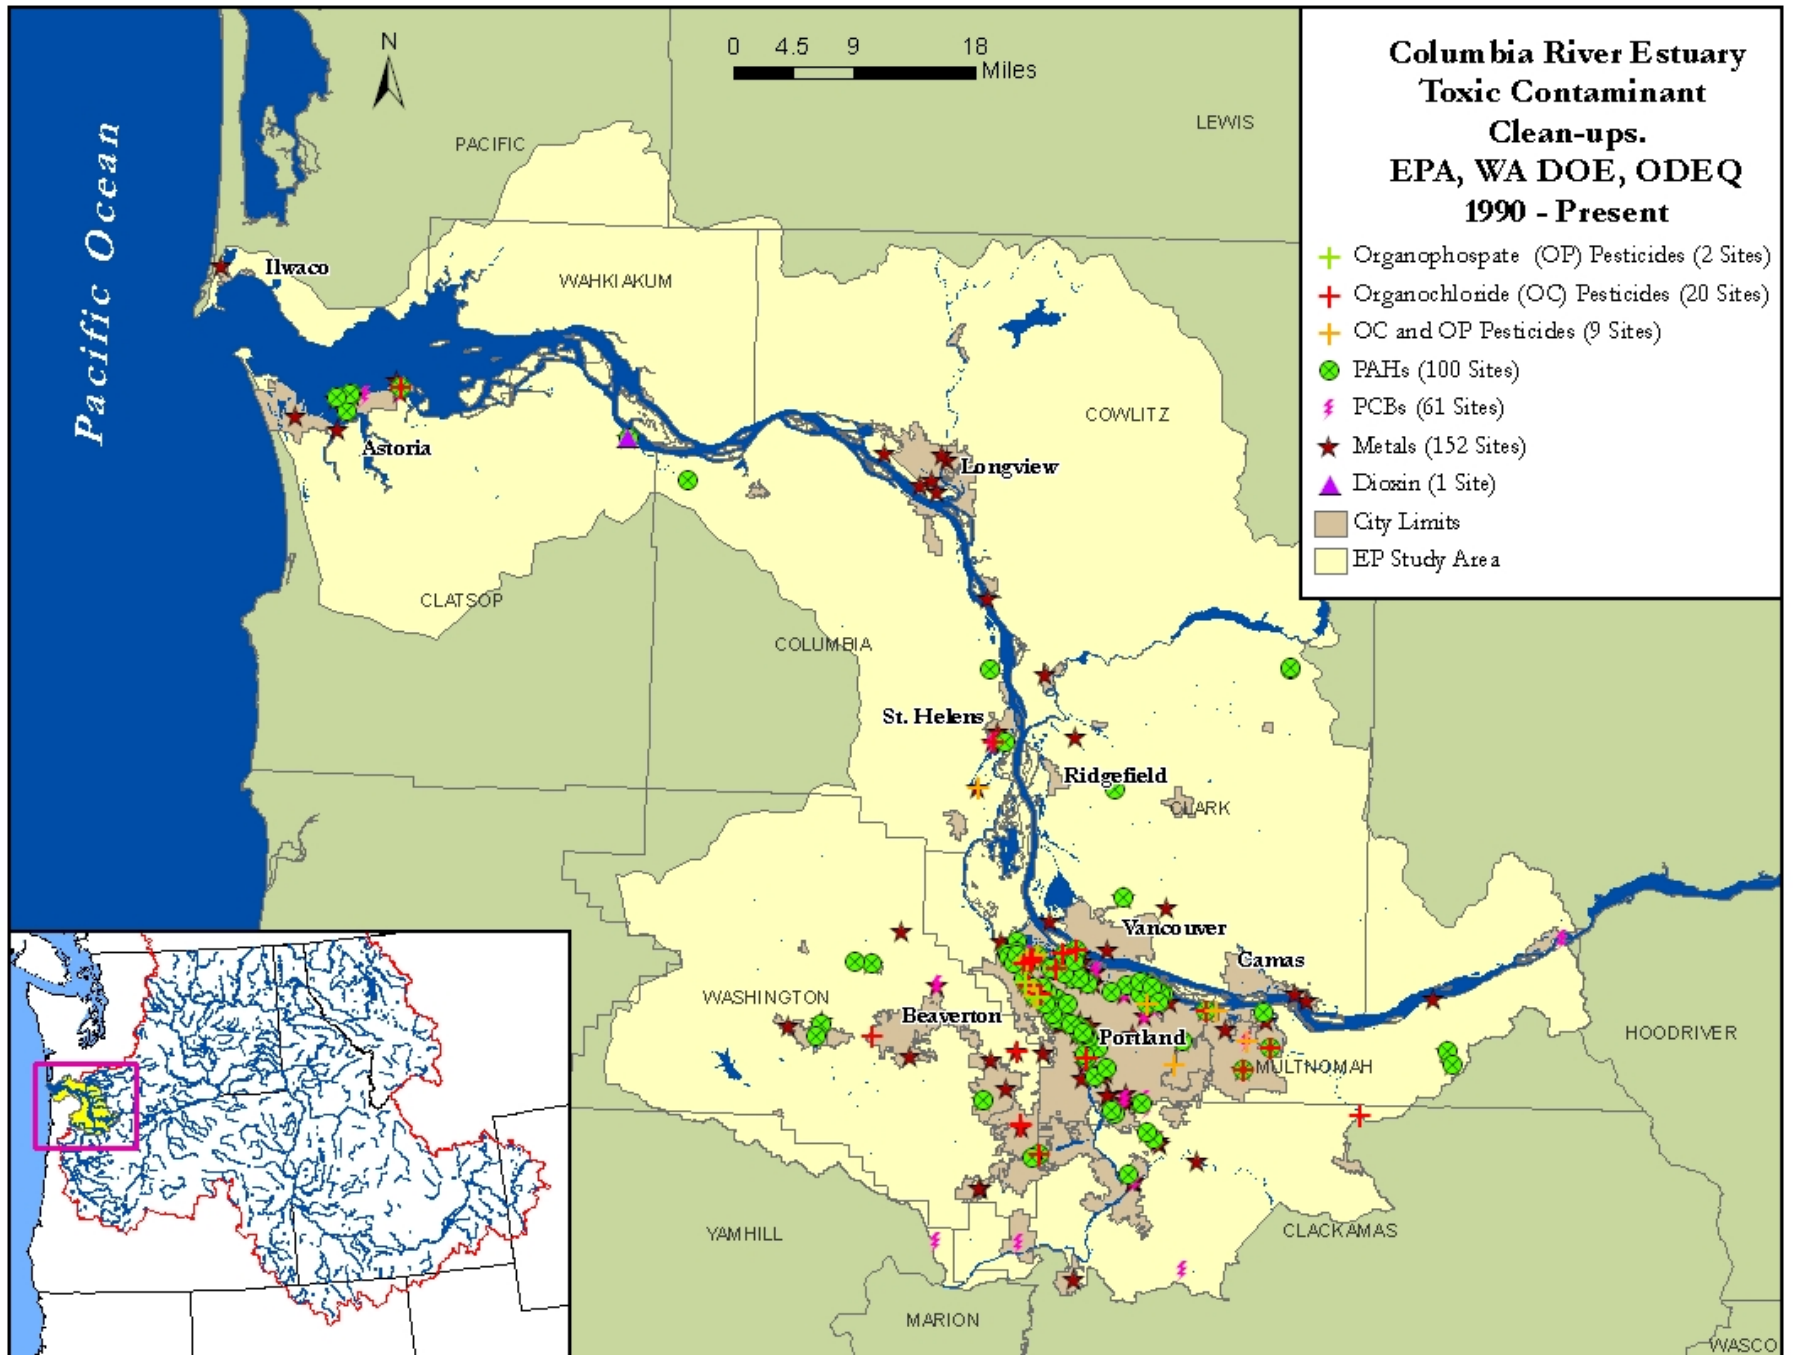 Columbia River Estuary
Toxic Contaminant
Clean-ups.
EPA, WA DOE, ODEQ
1990 - Present
Organophospate (OP) Pesticides (2 Sites)
Organochloride (OC) Pesticides (20 Sites)
OC and OP Pesticides (9 Sites)
PAHs (100 Sites)
PCBs (61 Sites)
Metals (152 Sites)
Dioxin (1 Site)
City Limits
EP Study Area
N
0 4.5 9 18
Miles
Pacific Ocean
PACIFIC
LEWIS
Ilwaco
WAHKIAKUM
COWLITZ
Astoria
Longview
CLATSOP
COLUMBIA
St. Helens
Ridgefield
CLARK
Vancouver
Camas
WASHINGTON
Beaverton
Portland
HOODRIVER
MULTNOMAH
YAMHILL
CLACKAMAS
MARION
WASCO